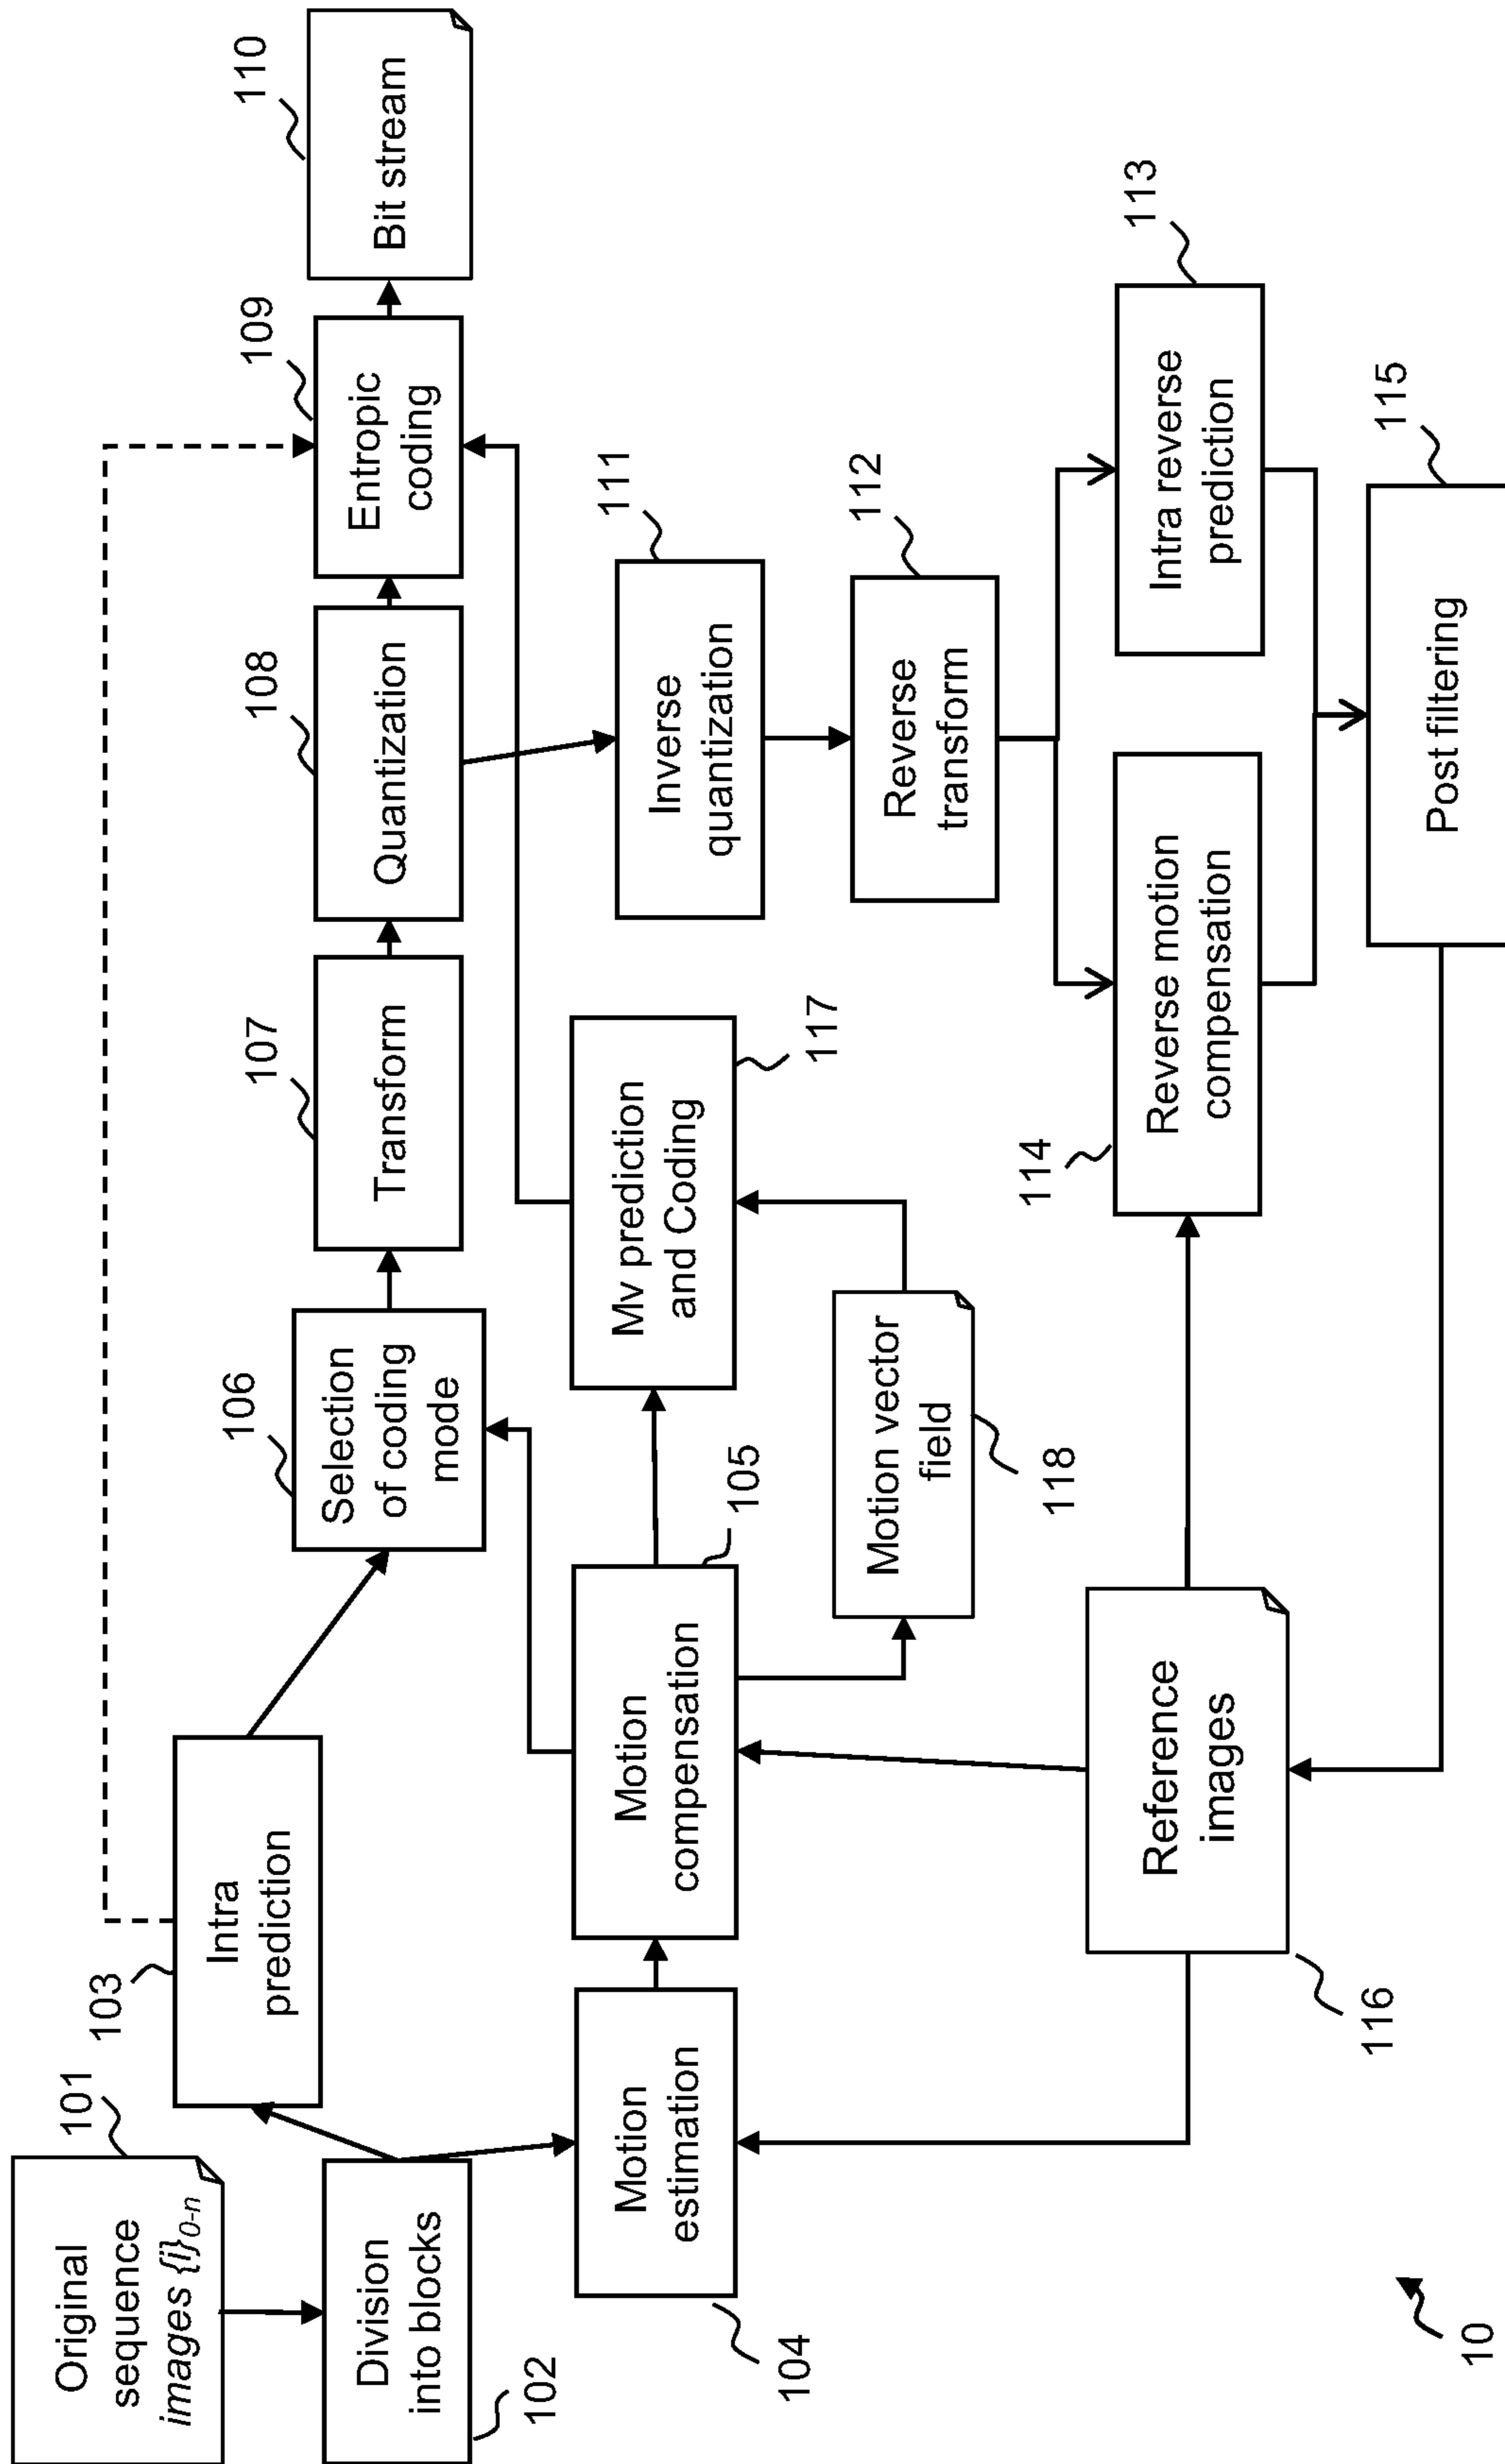 Original
sequence
images {i}0-n
101
Division
into blocks
102
103
Intra
prediction
Motion
estimation
104
Motion
compensation
105
106
Selection
of coding
mode
107
Transform
108
Quantization
109
Entropic
coding
110
Bit stream
Mv prediction
and Coding
117
Motion vector
field
118
111
Inverse
quantization
112
Reverse
transform
113
Intra reverse
prediction
114
Reverse motion
compensation
115
Post filtering
Reference
images
116
10